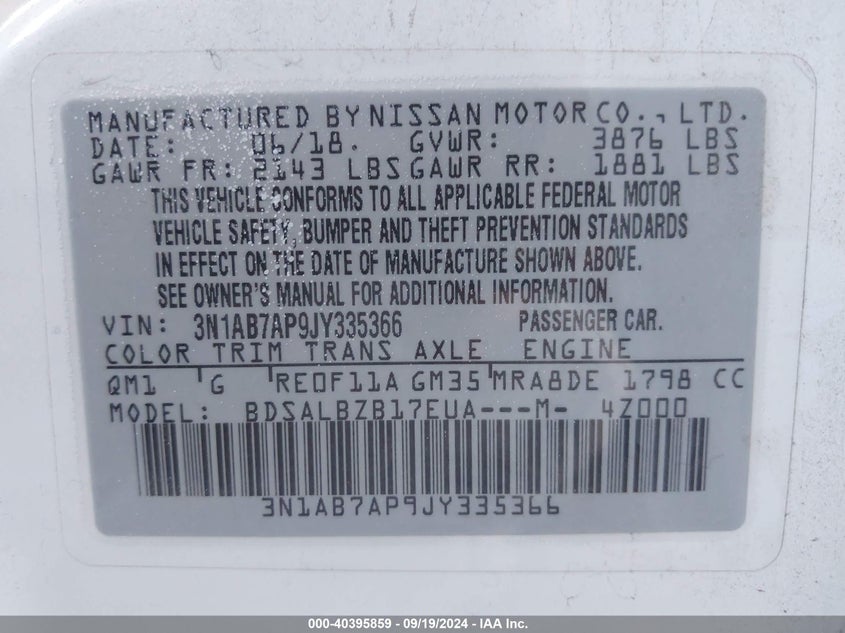 MANUFACTURED BY NISSAN MOTOR CO., LTD.
DATE: 06/18. GVWR: 3876 LBS
GAWR FR: 2143 LBS GAWR RR: 1881 LBS
THIS VEHICLE CONFORMS TO ALL APPLICABLE FEDERAL MOTOR
VEHICLE SAFETY, BUMPER AND THEFT PREVENTION STANDARDS
IN EFFECT ON THE DATE OF MANUFACTURE SHOWN ABOVE.
SEE OWNER'S MANUAL FOR ADDITIONAL INFORMATION.
VIN: 3N1AB7AP9JY335366 PASSENGER CAR.
COLOR TRIM TRANS AXLE ENGINE
QM1 G RE0F11A GM35 MRA8DE 1798 CC
MODEL: BDSALBZB17EUA---M- 4Z000
3N1AB7AP9JY335366
000-40395859 - 09/19/2024 - IAA Inc.